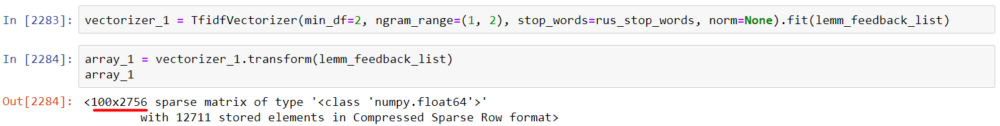 In [2283]: vectorizer_1 = TfidfVectorizer(min_df=2, ngram_range=(1, 2), stop_words=rus_stop_words, norm=None).fit(lemm_feedback_list)
In [2284]: array_1 = vectorizer_1.transform(lemm_feedback_list)
array_1
Out[2284]: <100x2756 sparse matrix of type '<class 'numpy.float64'>'
with 12711 stored elements in Compressed Sparse Row format>